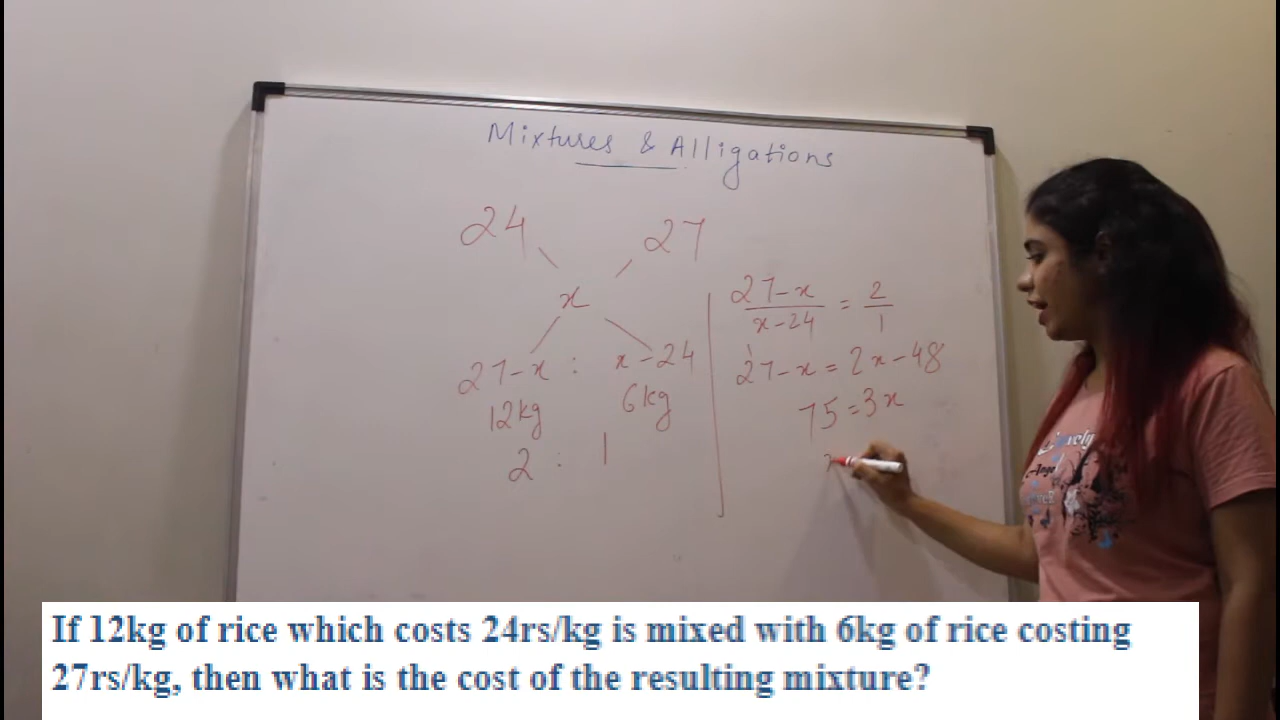 Mixtures & Alligations
24 27
x
27-x : x-24
12kg 6kg
2 : 1
27-x / x-24 = 2 / 1
27-x = 2x-48
75=3x
If 12kg of rice which costs 24rs/kg is mixed with 6kg of rice costing
27rs/kg, then what is the cost of the resulting mixture?